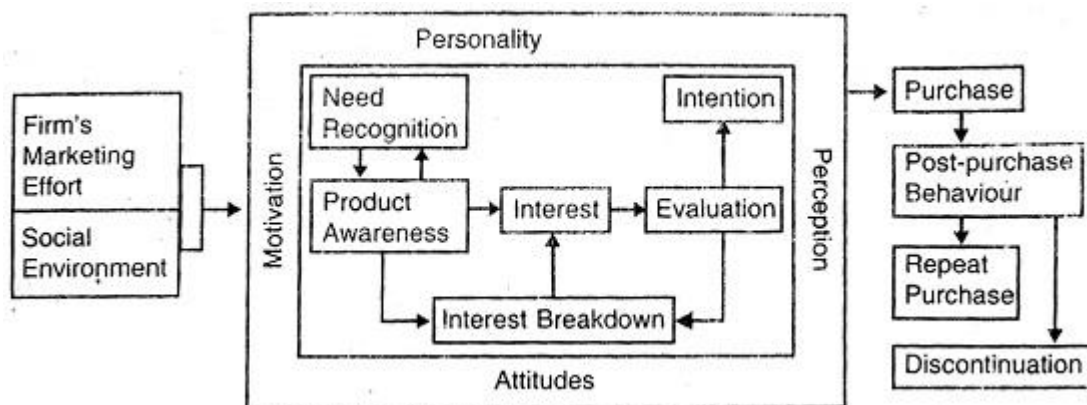 Firm's
Marketing
Effort
Social
Environment
Personality
Motivation
Need
Recognition
Product
Awareness
Interest
Intention
Evaluation
Interest Breakdown
Attitudes
Perception
Purchase
Post-purchase
Behaviour
Repeat
Purchase
Discontinuation